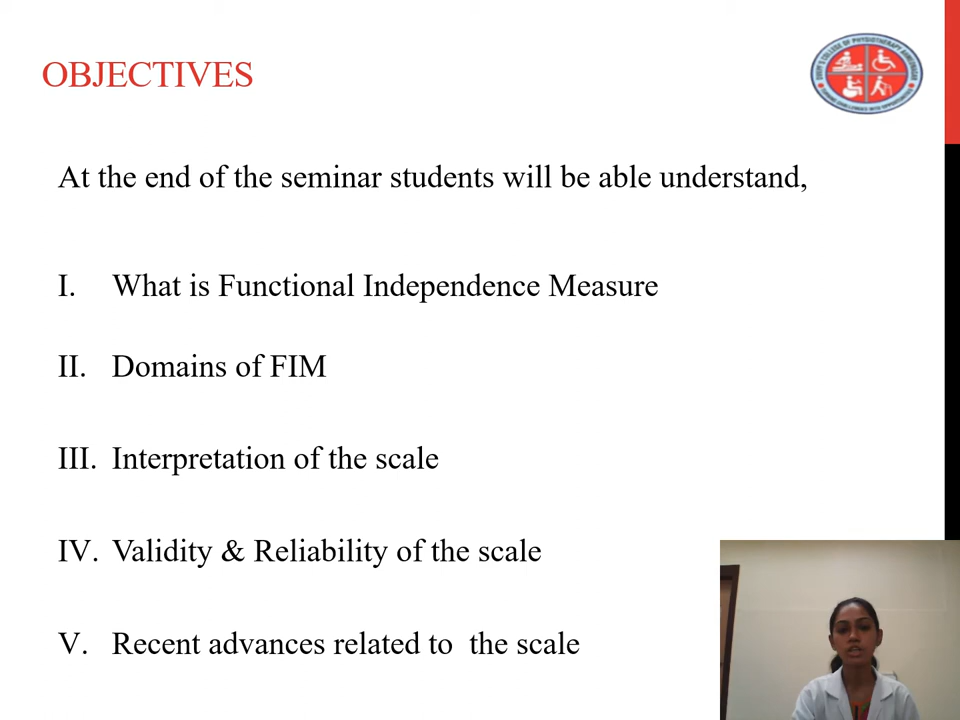 OBJECTIVES
At the end of the seminar students will be able understand,
I. What is Functional Independence Measure
II. Domains of FIM
III. Interpretation of the scale
IV. Validity & Reliability of the scale
V. Recent advances related to the scale